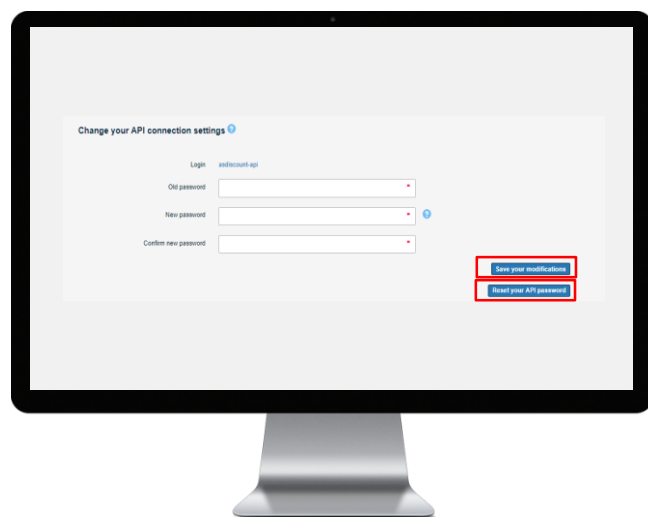 Change your API connection settings ?
Login asdiscount-api
Old password *
New password * ?
Confirm new password *
Save your modifications
Reset your API password